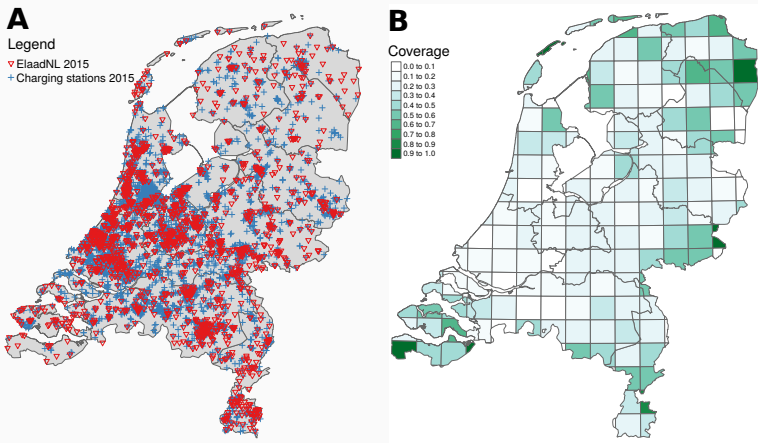 A
Legend
ElaadNL 2015
Charging stations 2015
B
Coverage
0.0 to 0.1
0.1 to 0.2
0.2 to 0.3
0.3 to 0.4
0.4 to 0.5
0.5 to 0.6
0.6 to 0.7
0.7 to 0.8
0.8 to 0.9
0.9 to 1.0